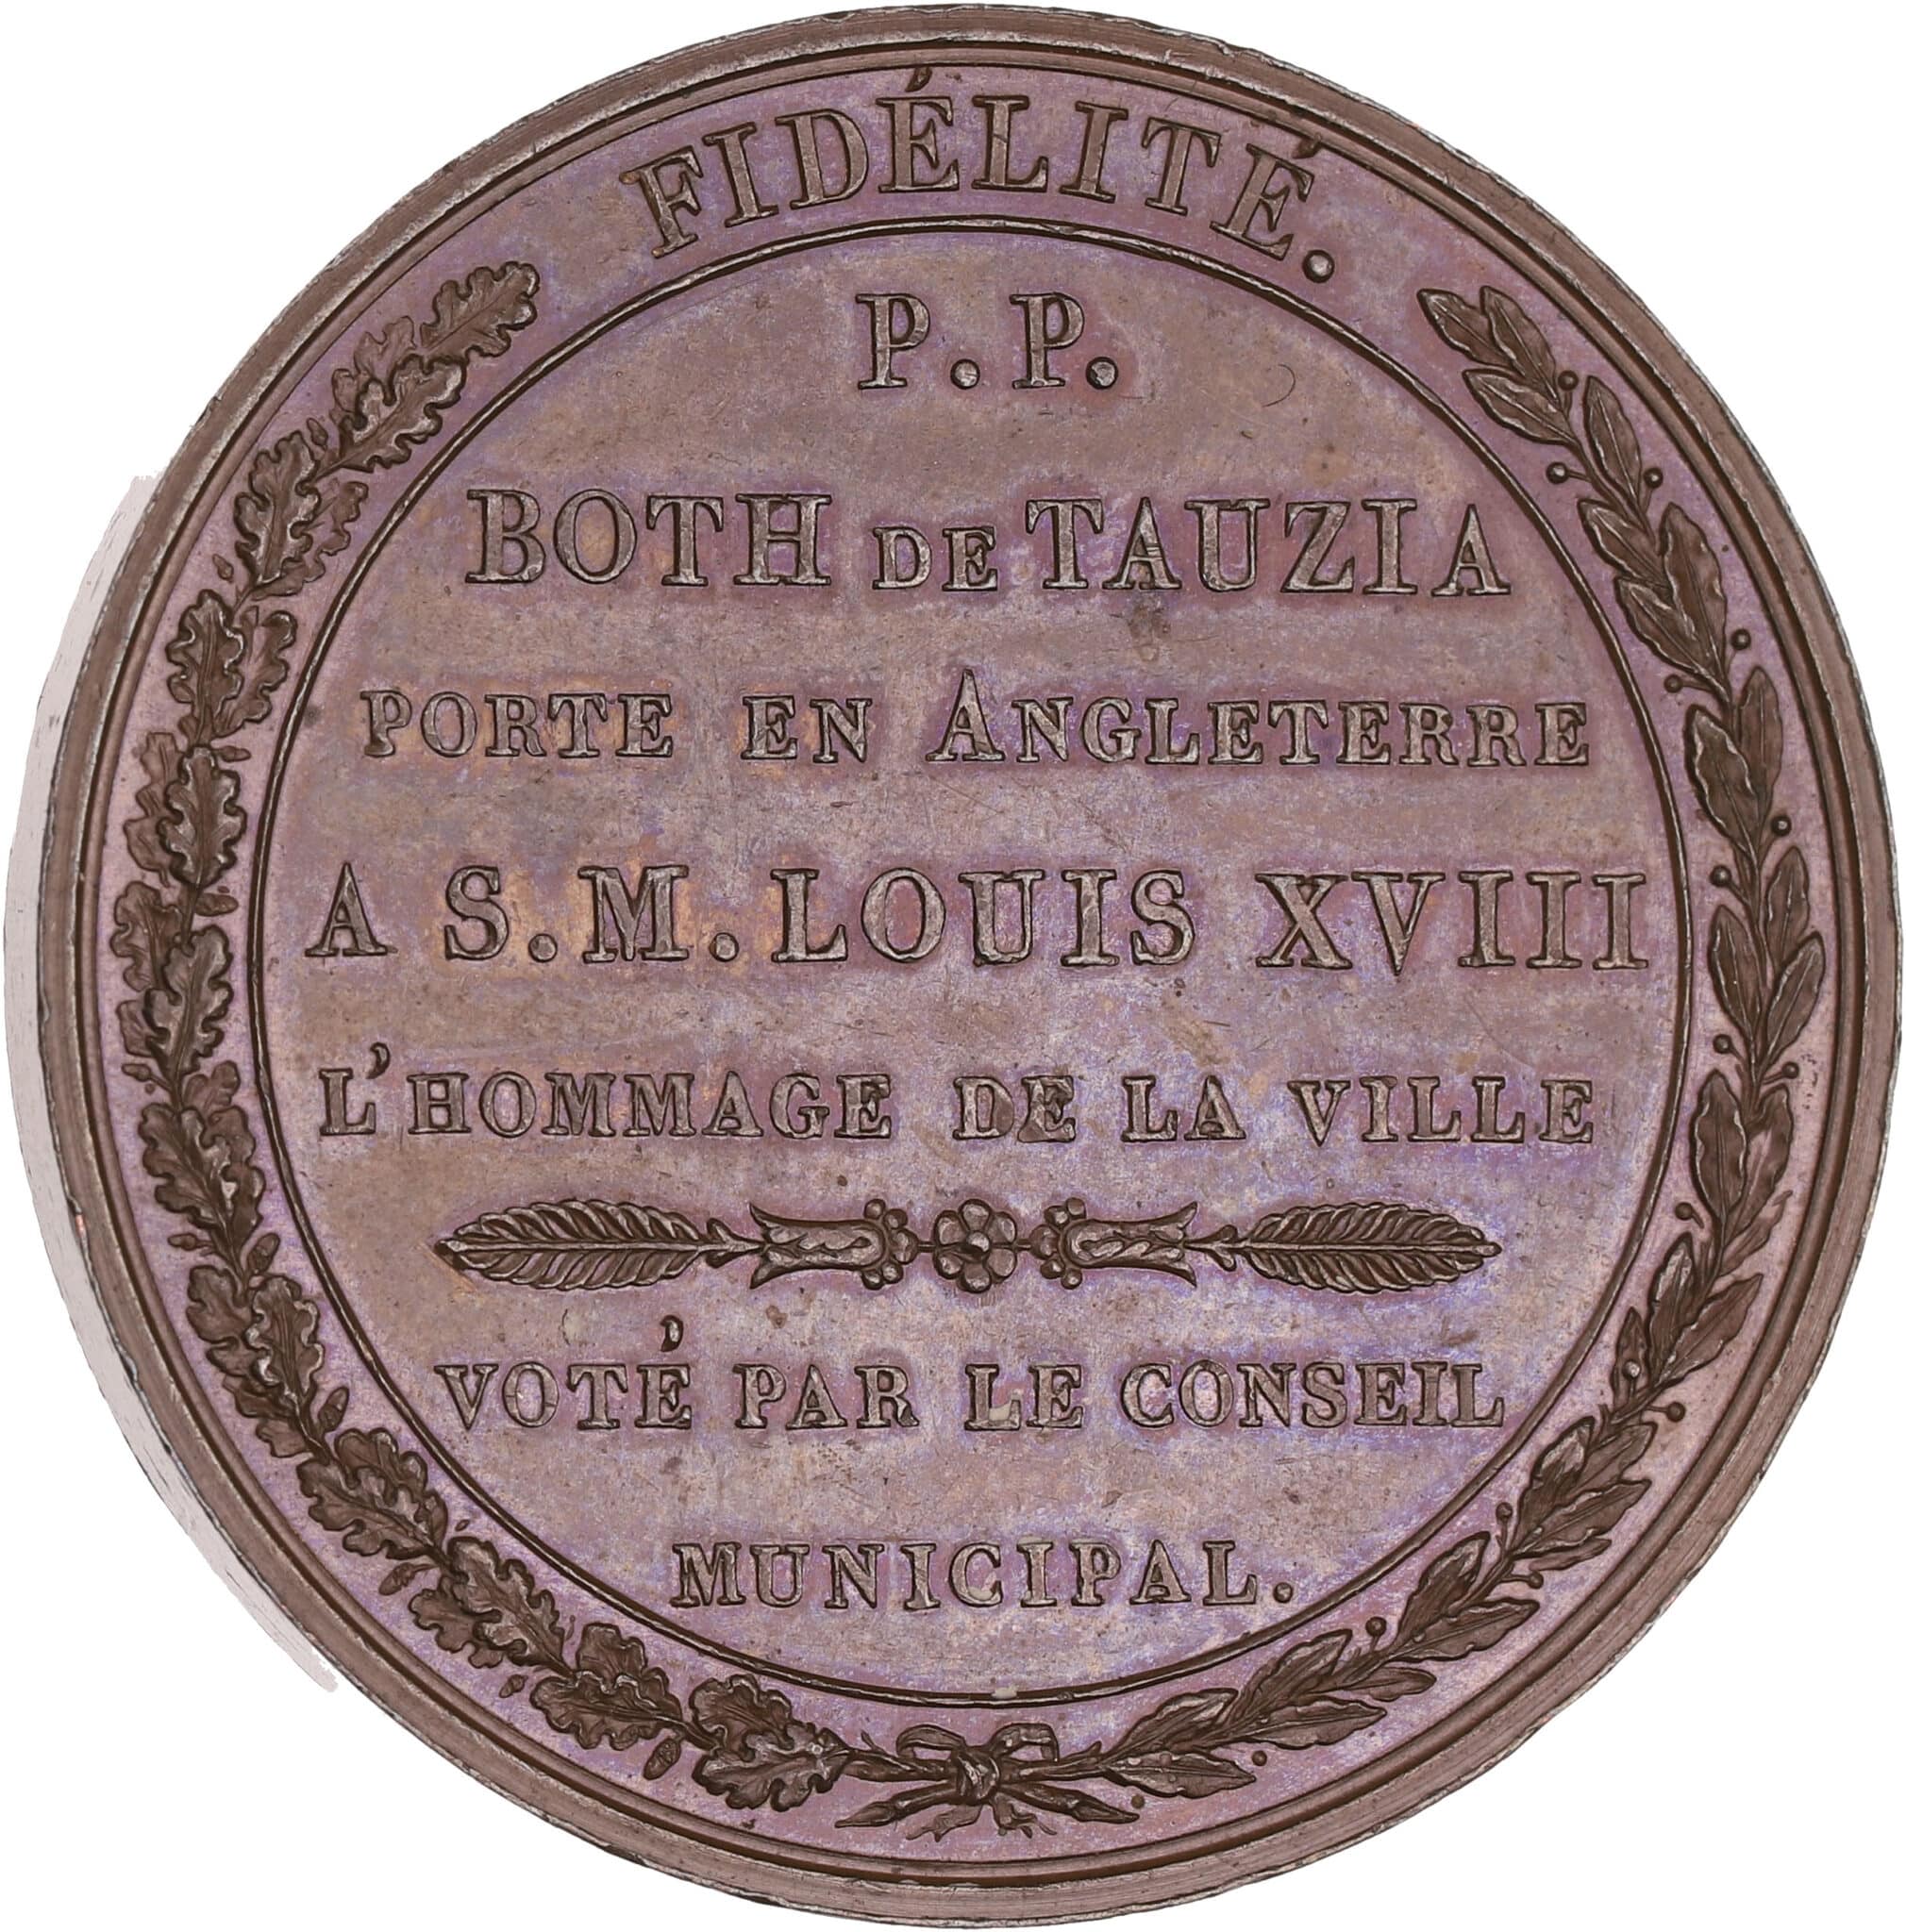 FIDÉLITÉ.
P. P.
BOTH DE TAUZIA
PORTE EN ANGLETERRE
A S. M. LOUIS XVIII
L'HOMMAGE DE LA VILLE
VOTÉ PAR LE CONSEIL
MUNICIPAL.